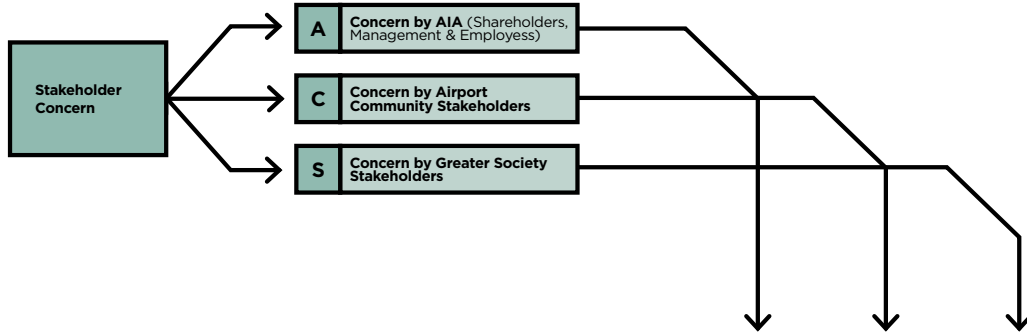 Stakeholder
Concern
A
Concern by AIA (Shareholders,
Management & Employess)
C
Concern by Airport
Community Stakeholders
S
Concern by Greater Society
Stakeholders